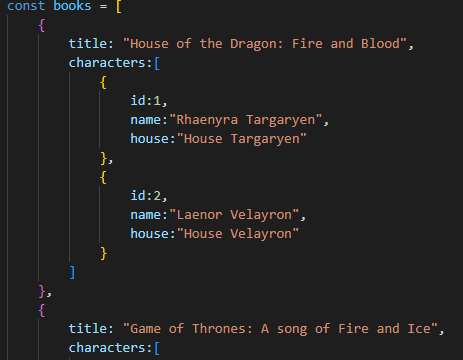 const books = [
{
title: "House of the Dragon: Fire and Blood",
characters:[
{
id:1,
name:"Rhaenyra Targaryen",
house:"House Targaryen"
},
{
id:2,
name:"Laenor Velayron",
house:"House Velayron"
}
]
},
{
title: "Game of Thrones: A song of Fire and Ice",
characters:[